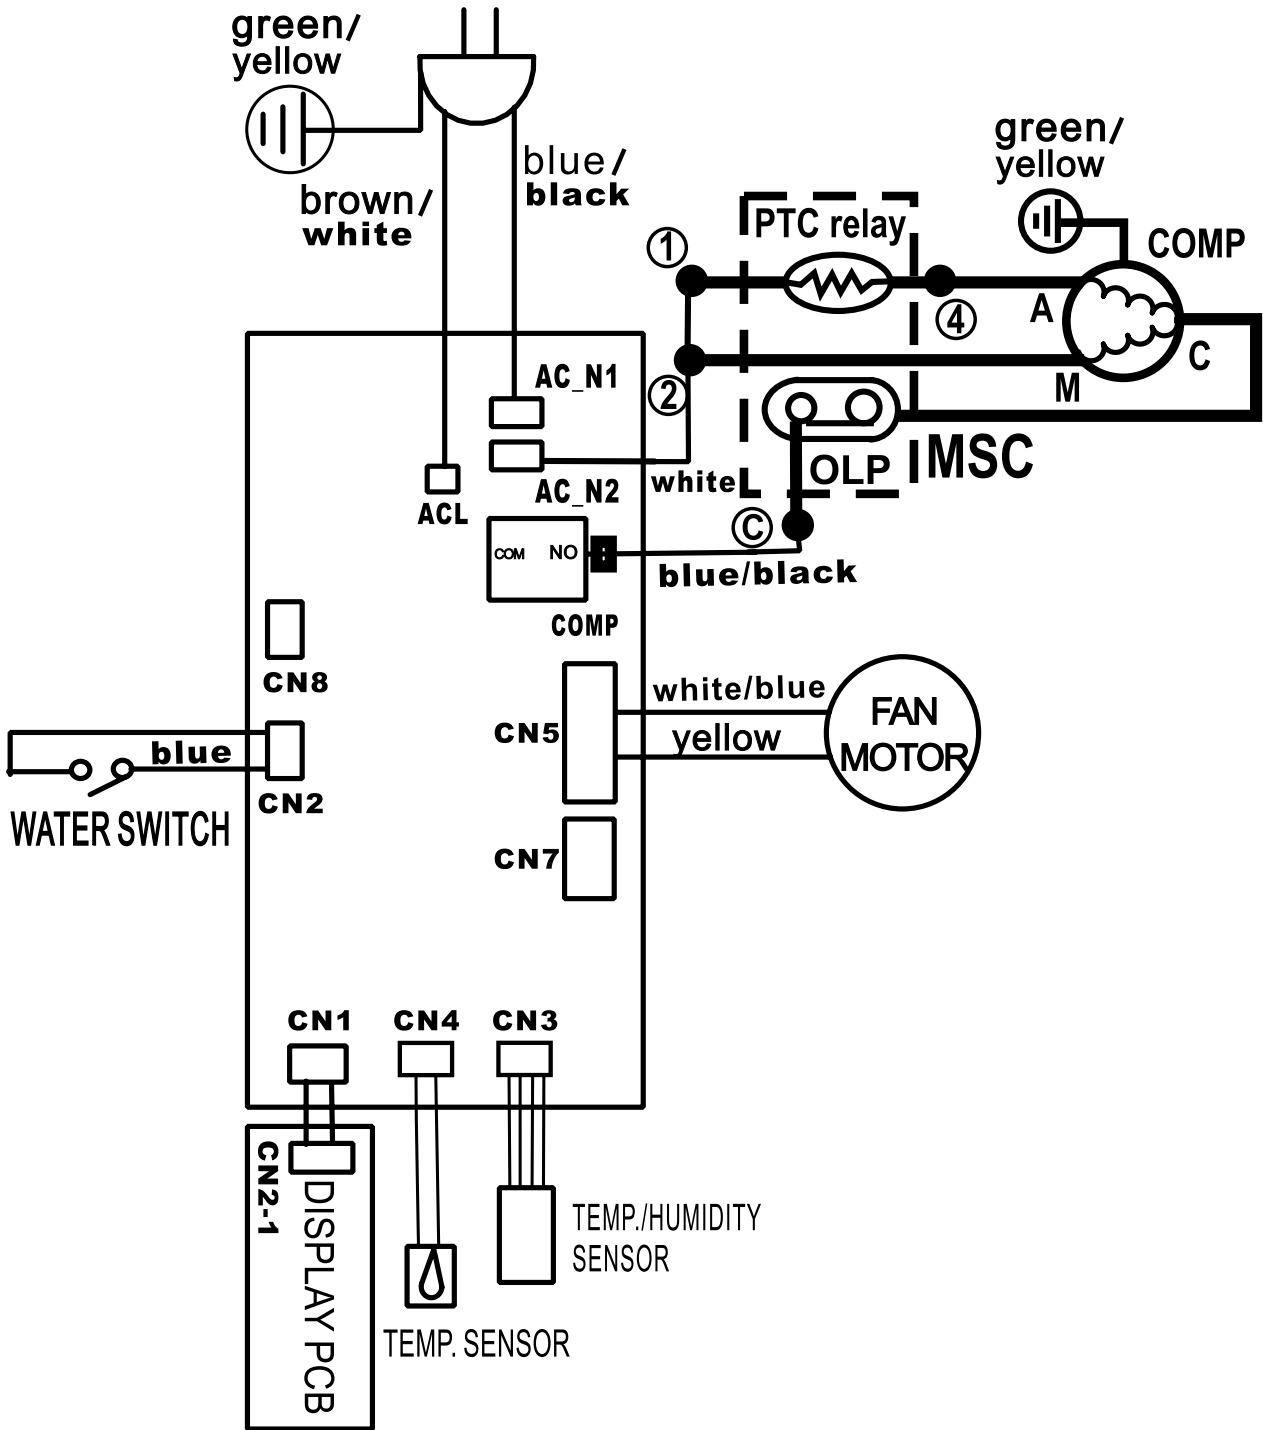 green/
yellow
blue/
black
brown/
white
green/
yellow
PTC relay
COMP
1
4
A
C
M
2
AC_N1
MSC
OLP
AC_N2
white
ACL
C
COM NO
blue/black
COMP
CN8
white/blue
FAN
MOTOR
CN5
yellow
blue
CN2
WATER SWITCH
CN7
CN1
CN4
CN3
CN2-1
DISPLAY PCB
TEMP./HUMIDITY
SENSOR
TEMP. SENSOR